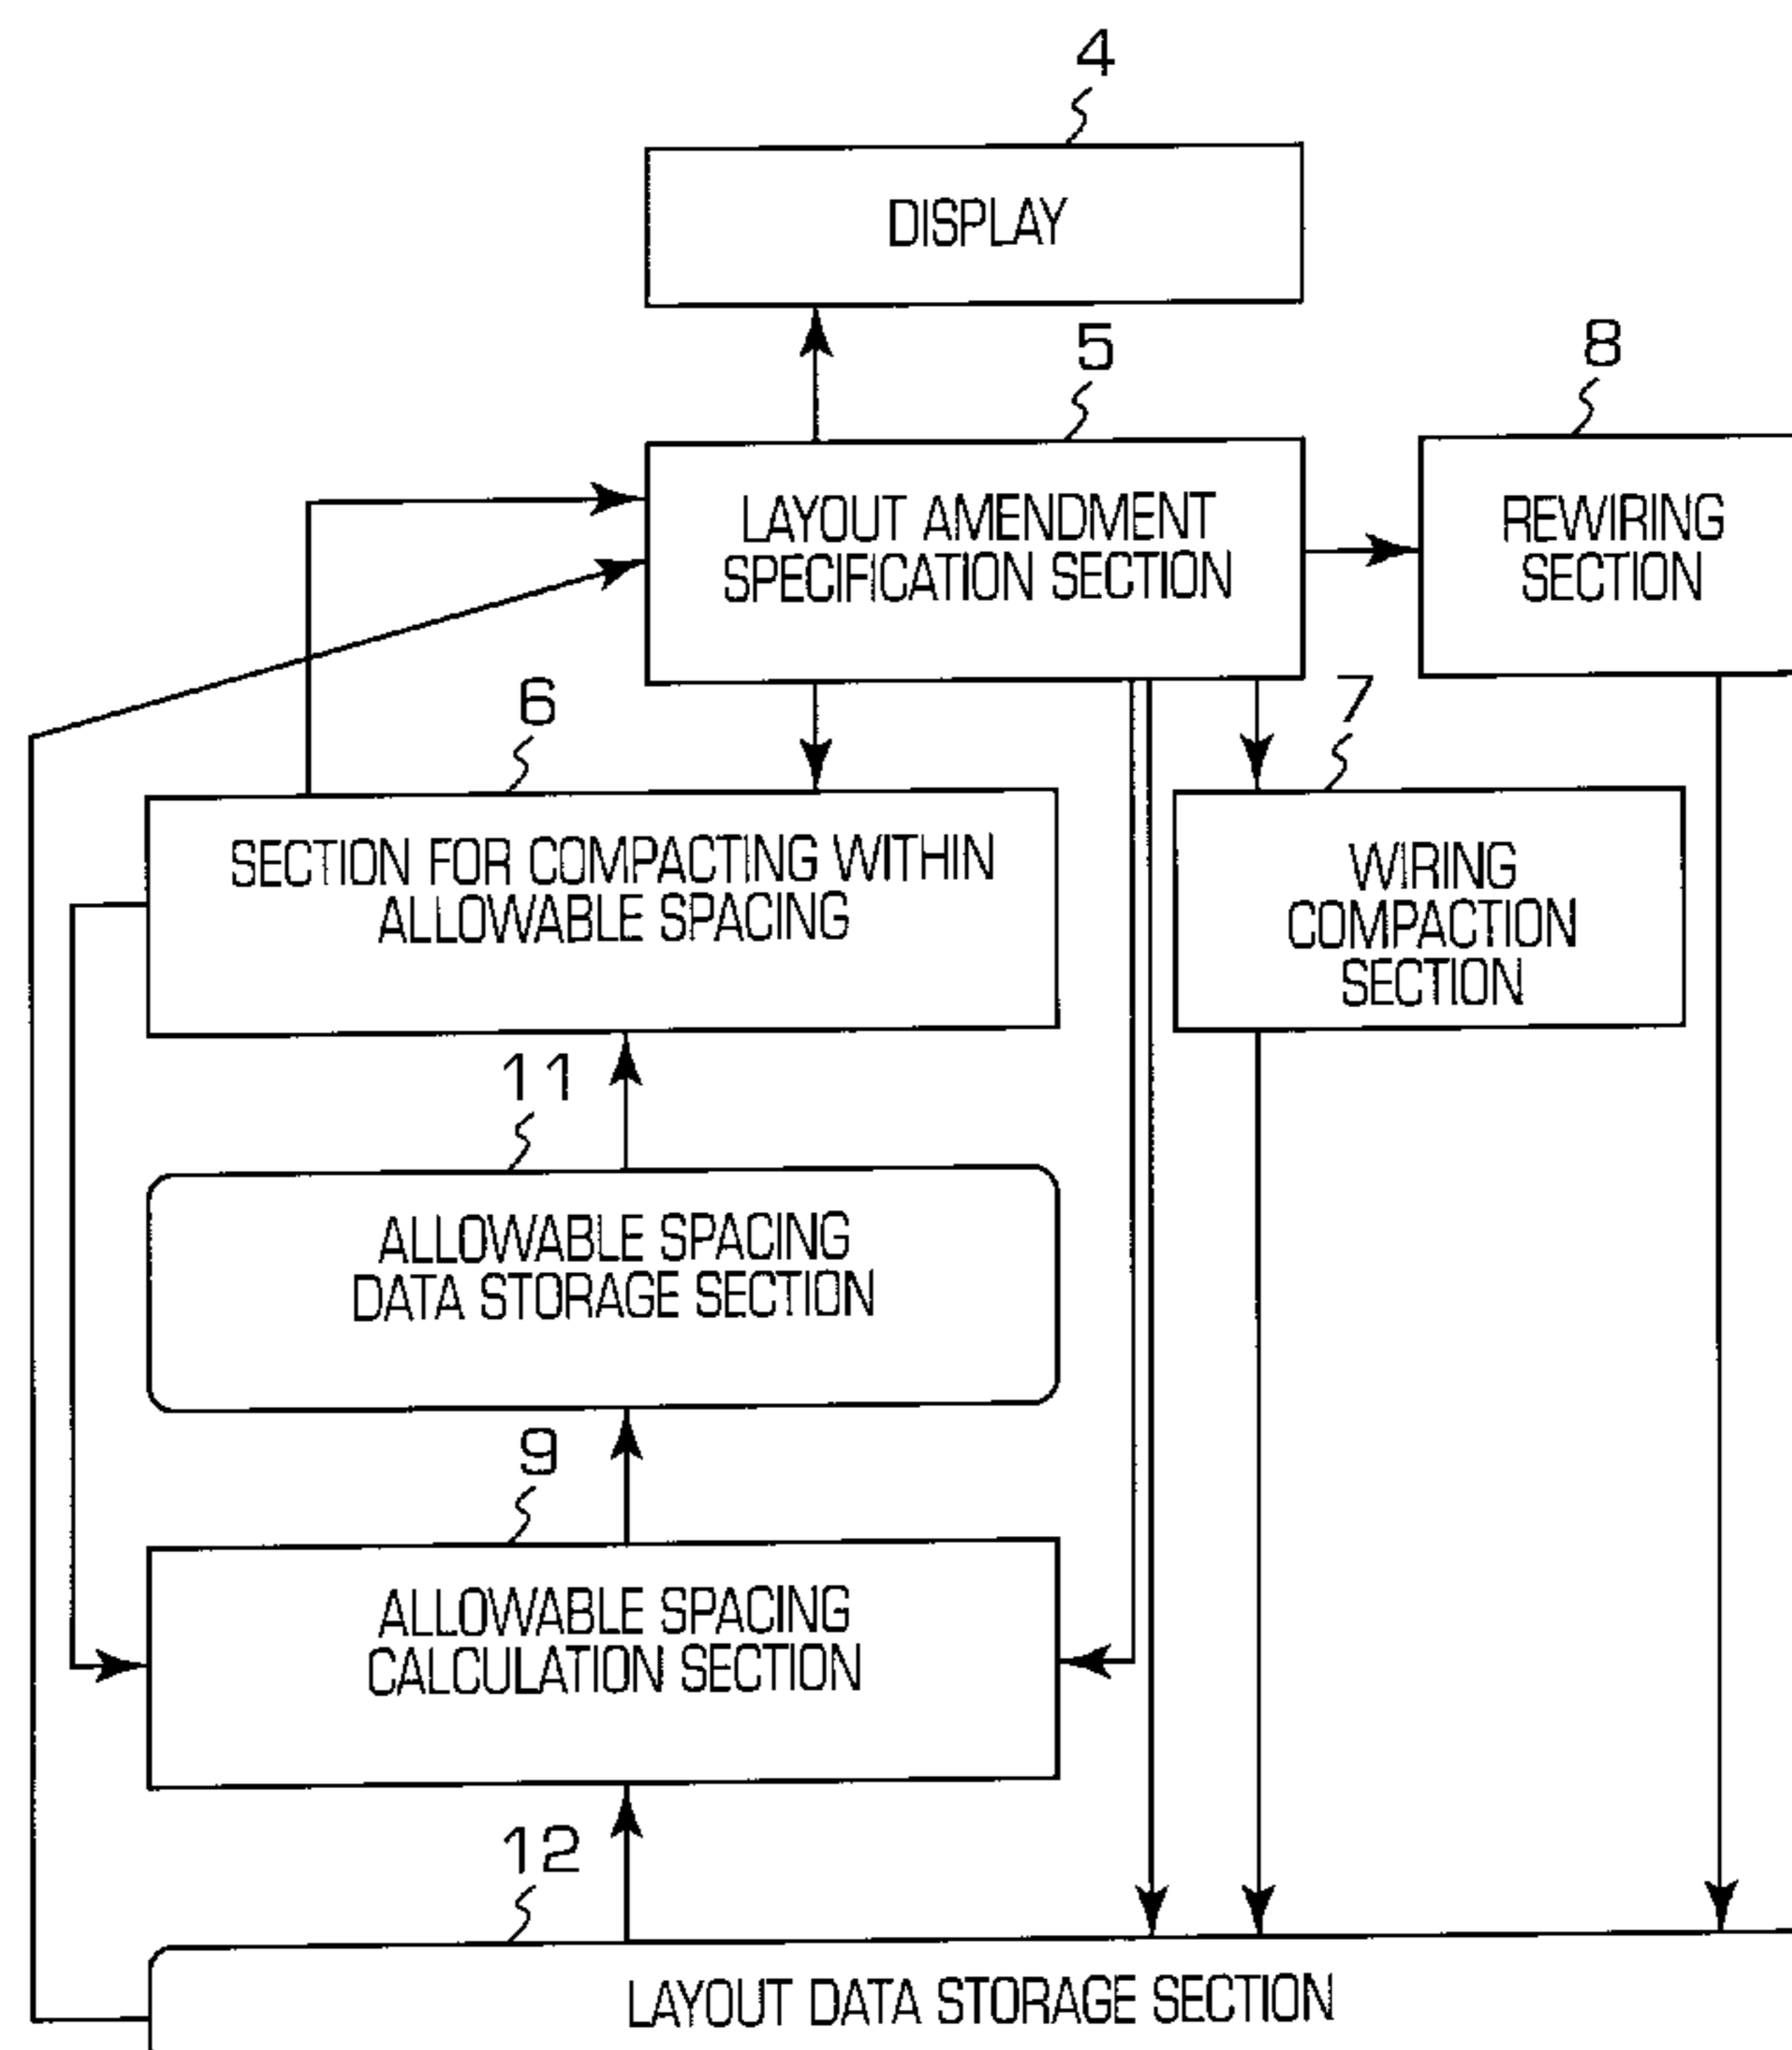 4
DISPLAY
5
8
LAYOUT AMENDMENT
SPECIFICATION SECTION
REWIRING
SECTION
6
7
SECTION FOR COMPACTING WITHIN
ALLOWABLE SPACING
WIRING
COMPACTION
SECTION
11
ALLOWABLE SPACING
DATA STORAGE SECTION
9
ALLOWABLE SPACING
CALCULATION SECTION
12
LAYOUT DATA STORAGE SECTION